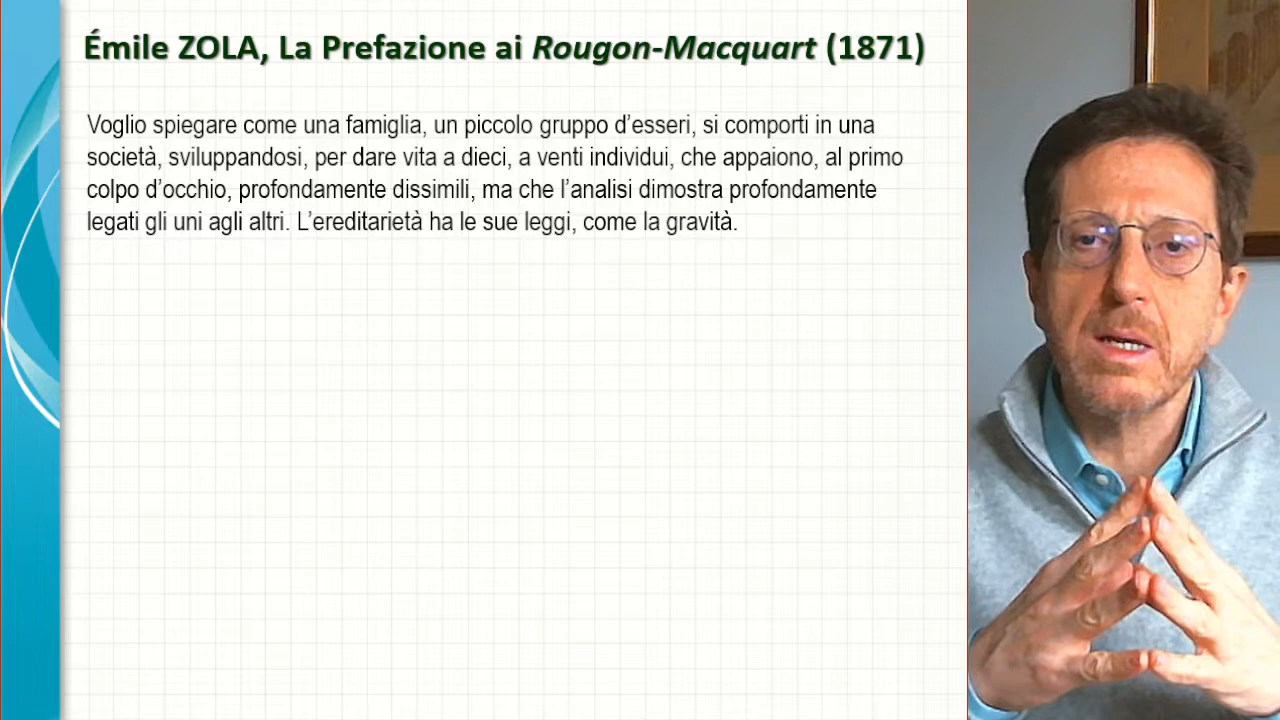 Émile ZOLA, La Prefazione ai Rougon-Macquart (1871)
Voglio spiegare come una famiglia, un piccolo gruppo d’esseri, si comporti in una
società, sviluppandosi, per dare vita a dieci, a venti individui, che appaiono, al primo
colpo d’occhio, profondamente dissimili, ma che l’analisi dimostra profondamente
legati gli uni agli altri. L’ereditarietà ha le sue leggi, come la gravità.